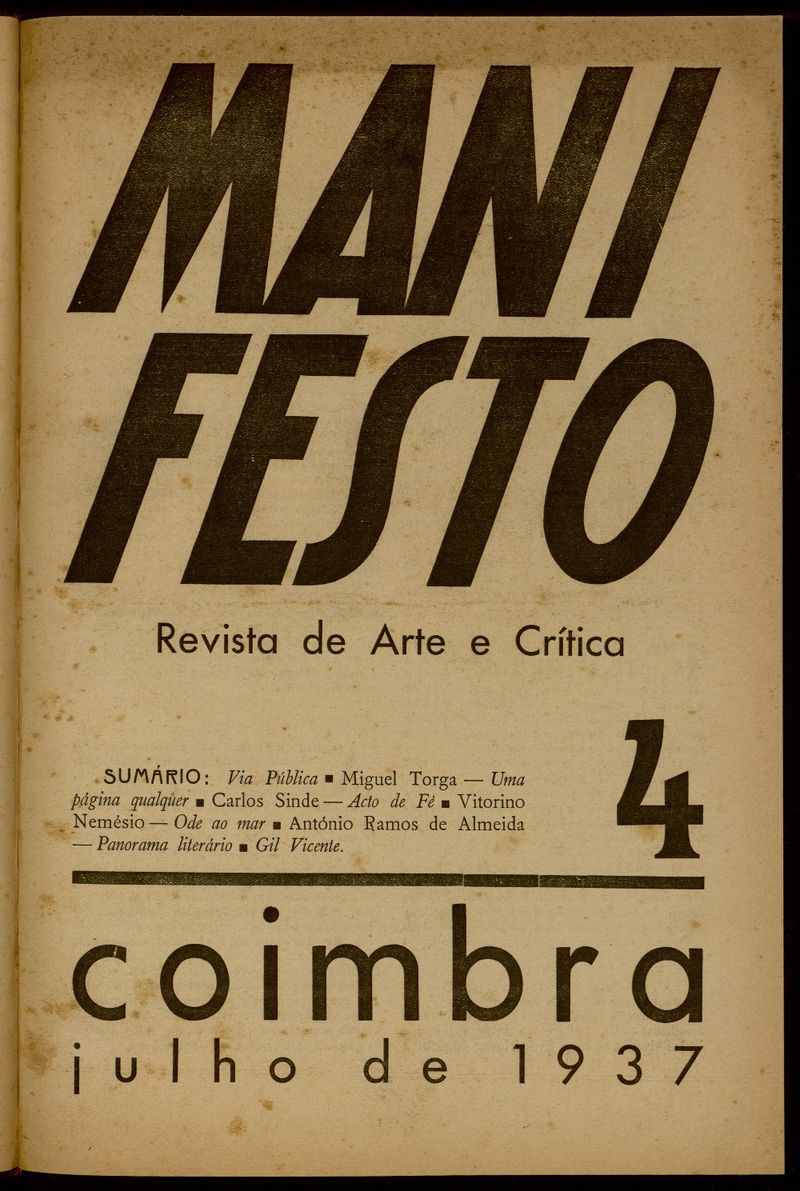 MANI
FESTO
Revista de Arte e Crítica
4
SUMÁRIO: Via Pública ■ Miguel Torga — Uma
página qualquer ■ Carlos Sinde — Acto de Fé ■ Vitorino
Nemésio — Ode ao mar ■ António Ramos de Almeida
— Panorama literário ■ Gil Vicente.
coimbra
julho de 1937